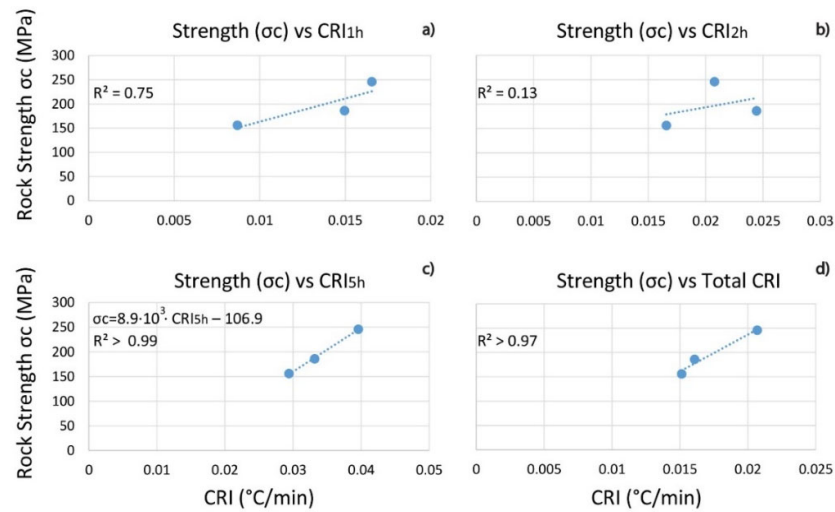 Strength (σc) vs CRI1h
a)
Rock Strength σc (MPa)
300
250
200
150
100
50
0
R² = 0.75
0 0.005 0.01 0.015 0.02
Strength (σc) vs CRI2h
b)
R² = 0.13
0 0.005 0.01 0.015 0.02 0.025 0.03
Strength (σc) vs CRI5h
c)
Rock Strength σc (MPa)
300
250
200
150
100
50
0
σc=8.9·10³· CRI5h – 106.9
R² > 0.99
0 0.01 0.02 0.03 0.04 0.05
CRI (°C/min)
Strength (σc) vs Total CRI
d)
R² > 0.97
0 0.005 0.01 0.015 0.02 0.025
CRI (°C/min)